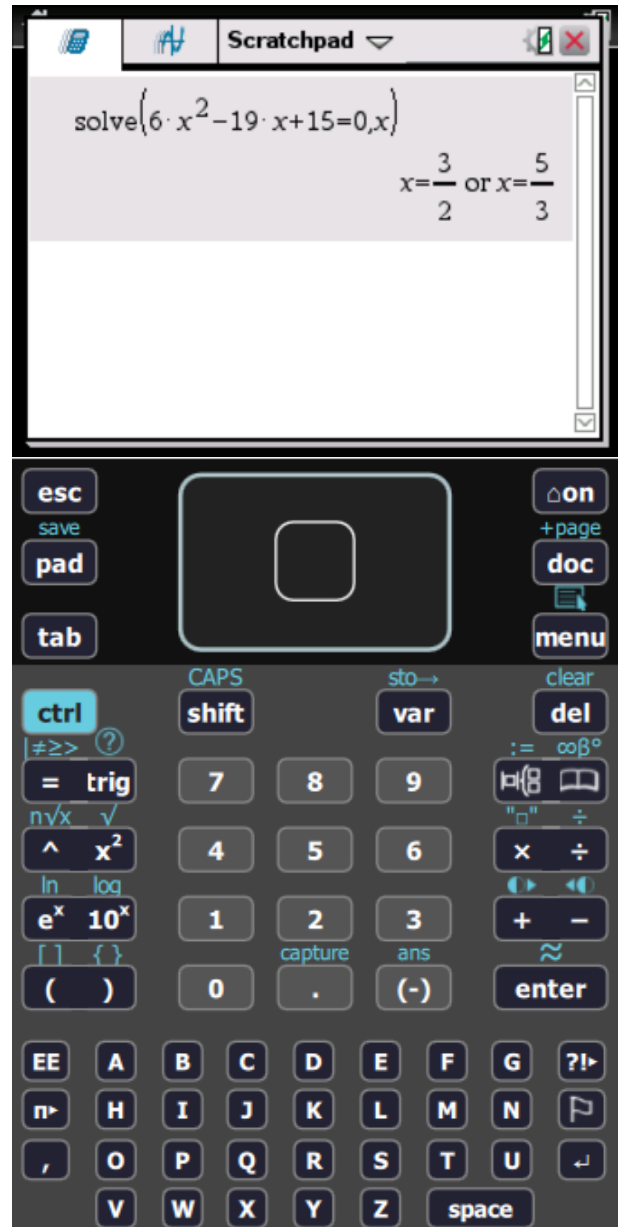 Scratchpad
solve(6·x²−19·x+15=0,x)
x=3/2 or x=5/3
esc ⌂on
save +page
pad doc
tab menu
CAPS sto→ clear
ctrl shift var del
|≠≥> ? := ∞β°
= trig 7 8 9
n√x √ "□" ÷
^ x² 4 5 6 × ÷
ln log
eˣ 10ˣ 1 2 3 + −
[ ] { } capture ans ≈
( ) 0 . (-) enter
EE A B C D E F G ?!▸
π▸ H I J K L M N
, O P Q R S T U ↵
V W X Y Z space